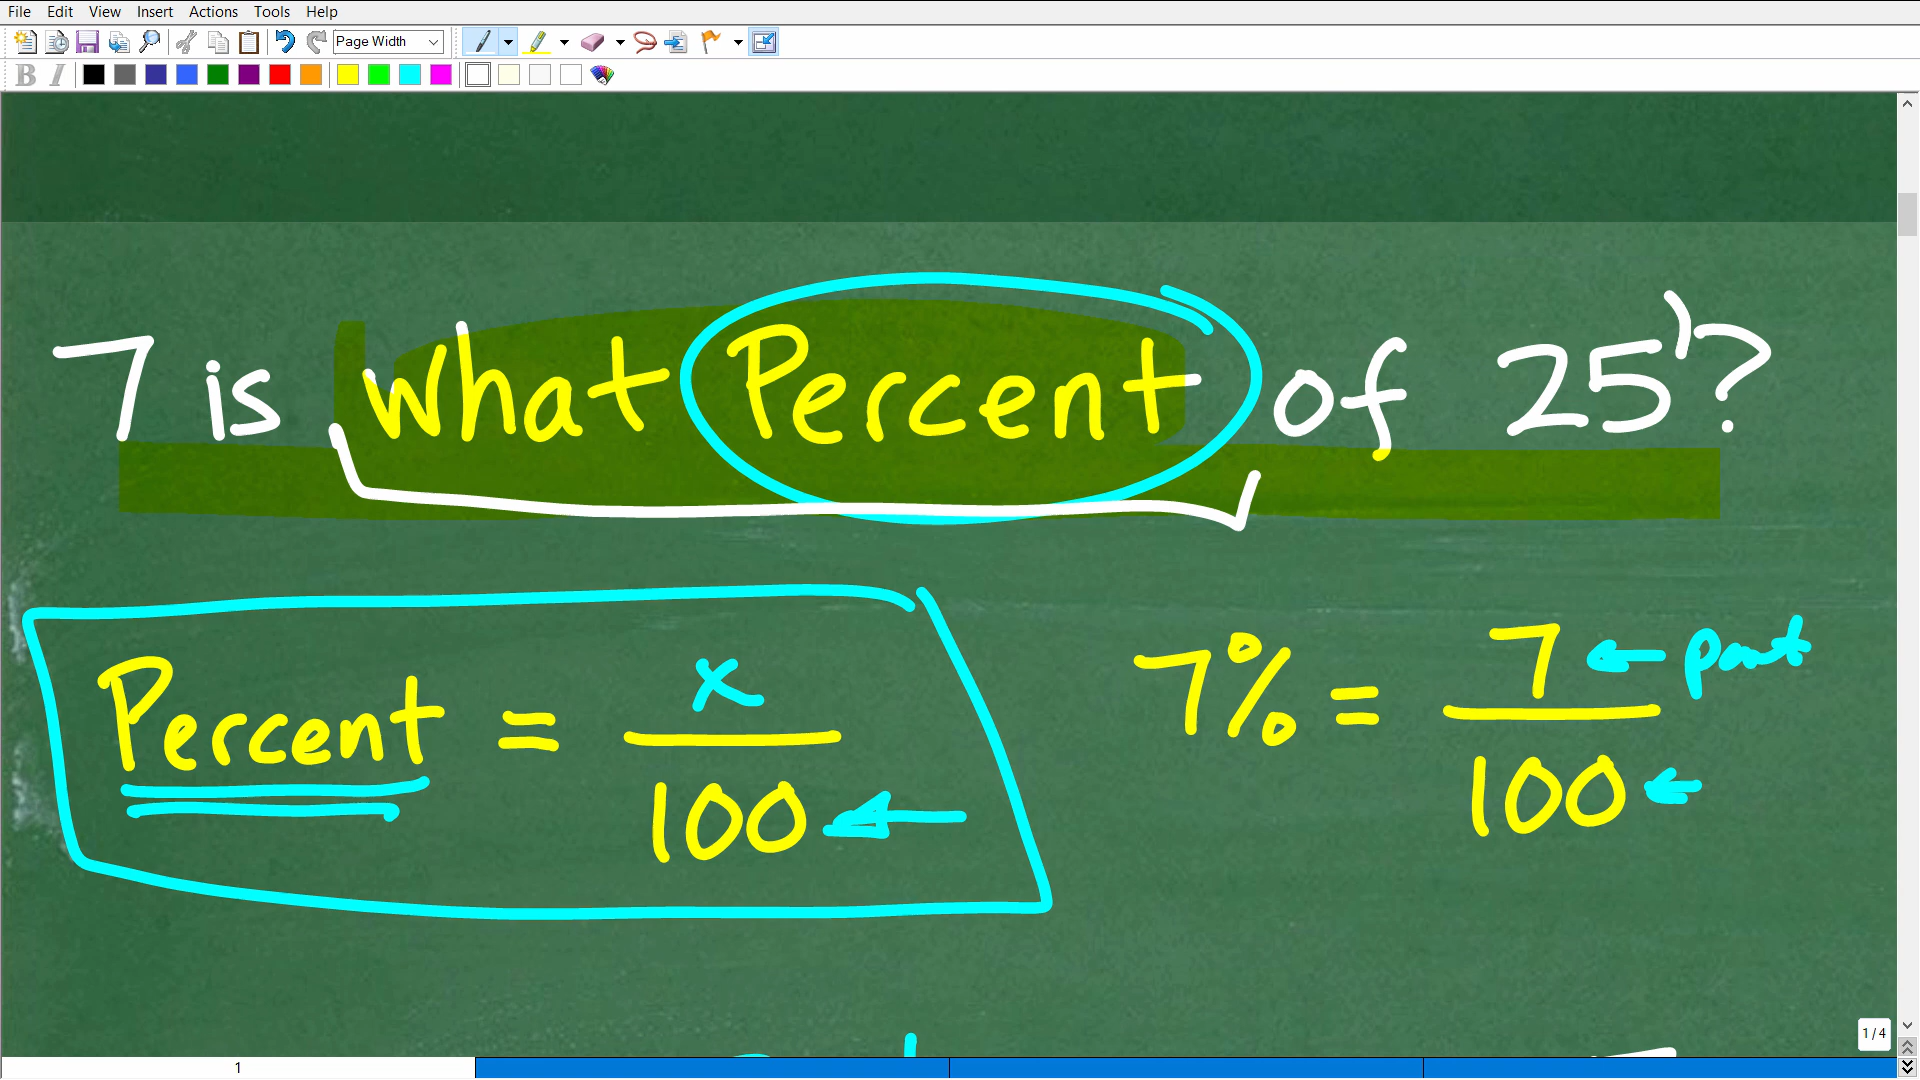 File Edit View Insert Actions Tools Help
Page Width
B I
7 is what Percent of 25?
Percent = x/100
7% = 7/100 ← part
1 / 4
1